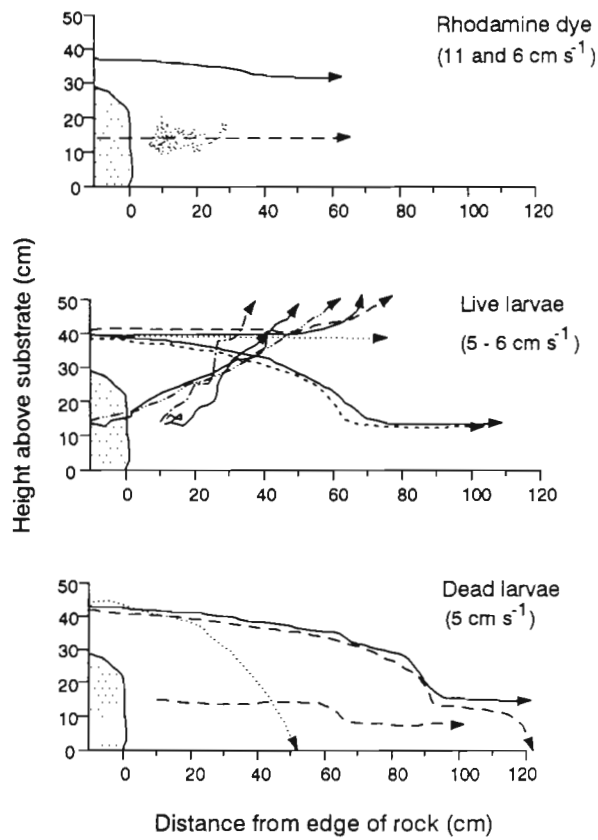 Rhodamine dye
(11 and 6 cm s⁻¹)
50
40
30
20
10
0
0 20 40 60 80 100 120
Height above substrate (cm)
Live larvae
(5 - 6 cm s⁻¹)
50
40
30
20
10
0
0 20 40 60 80 100 120
Dead larvae
(5 cm s⁻¹)
50
40
30
20
10
0
0 20 40 60 80 100 120
Distance from edge of rock (cm)